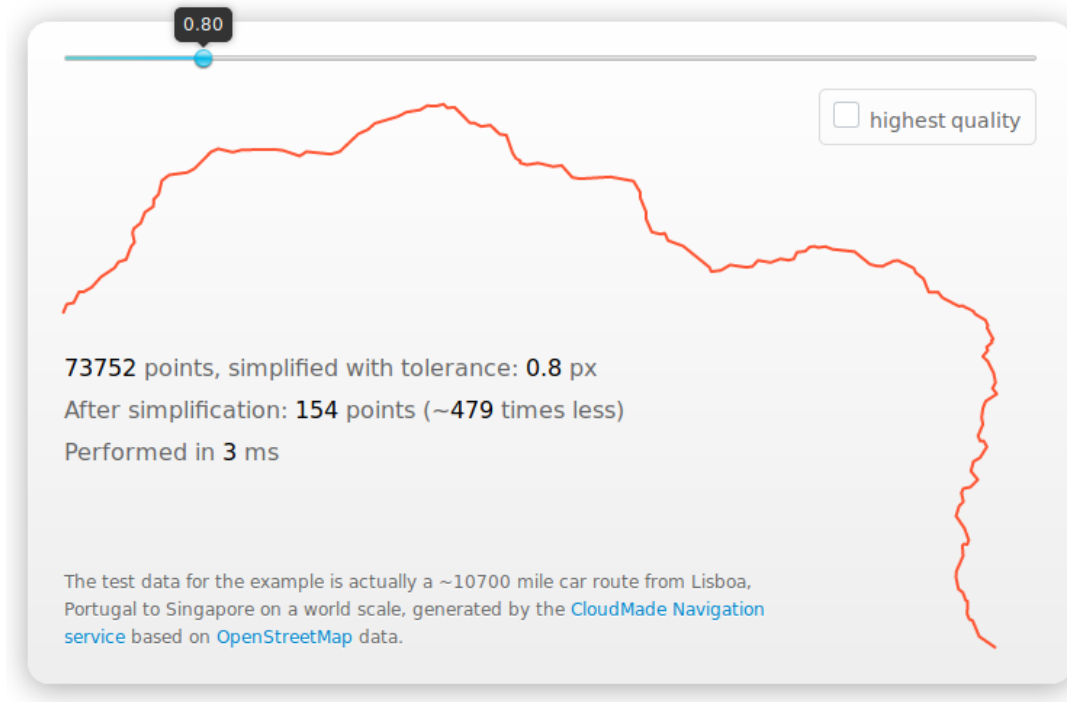 0.80
highest quality
73752 points, simplified with tolerance: 0.8 px
After simplification: 154 points (~479 times less)
Performed in 3 ms
The test data for the example is actually a ~10700 mile car route from Lisboa,
Portugal to Singapore on a world scale, generated by the CloudMade Navigation
service based on OpenStreetMap data.